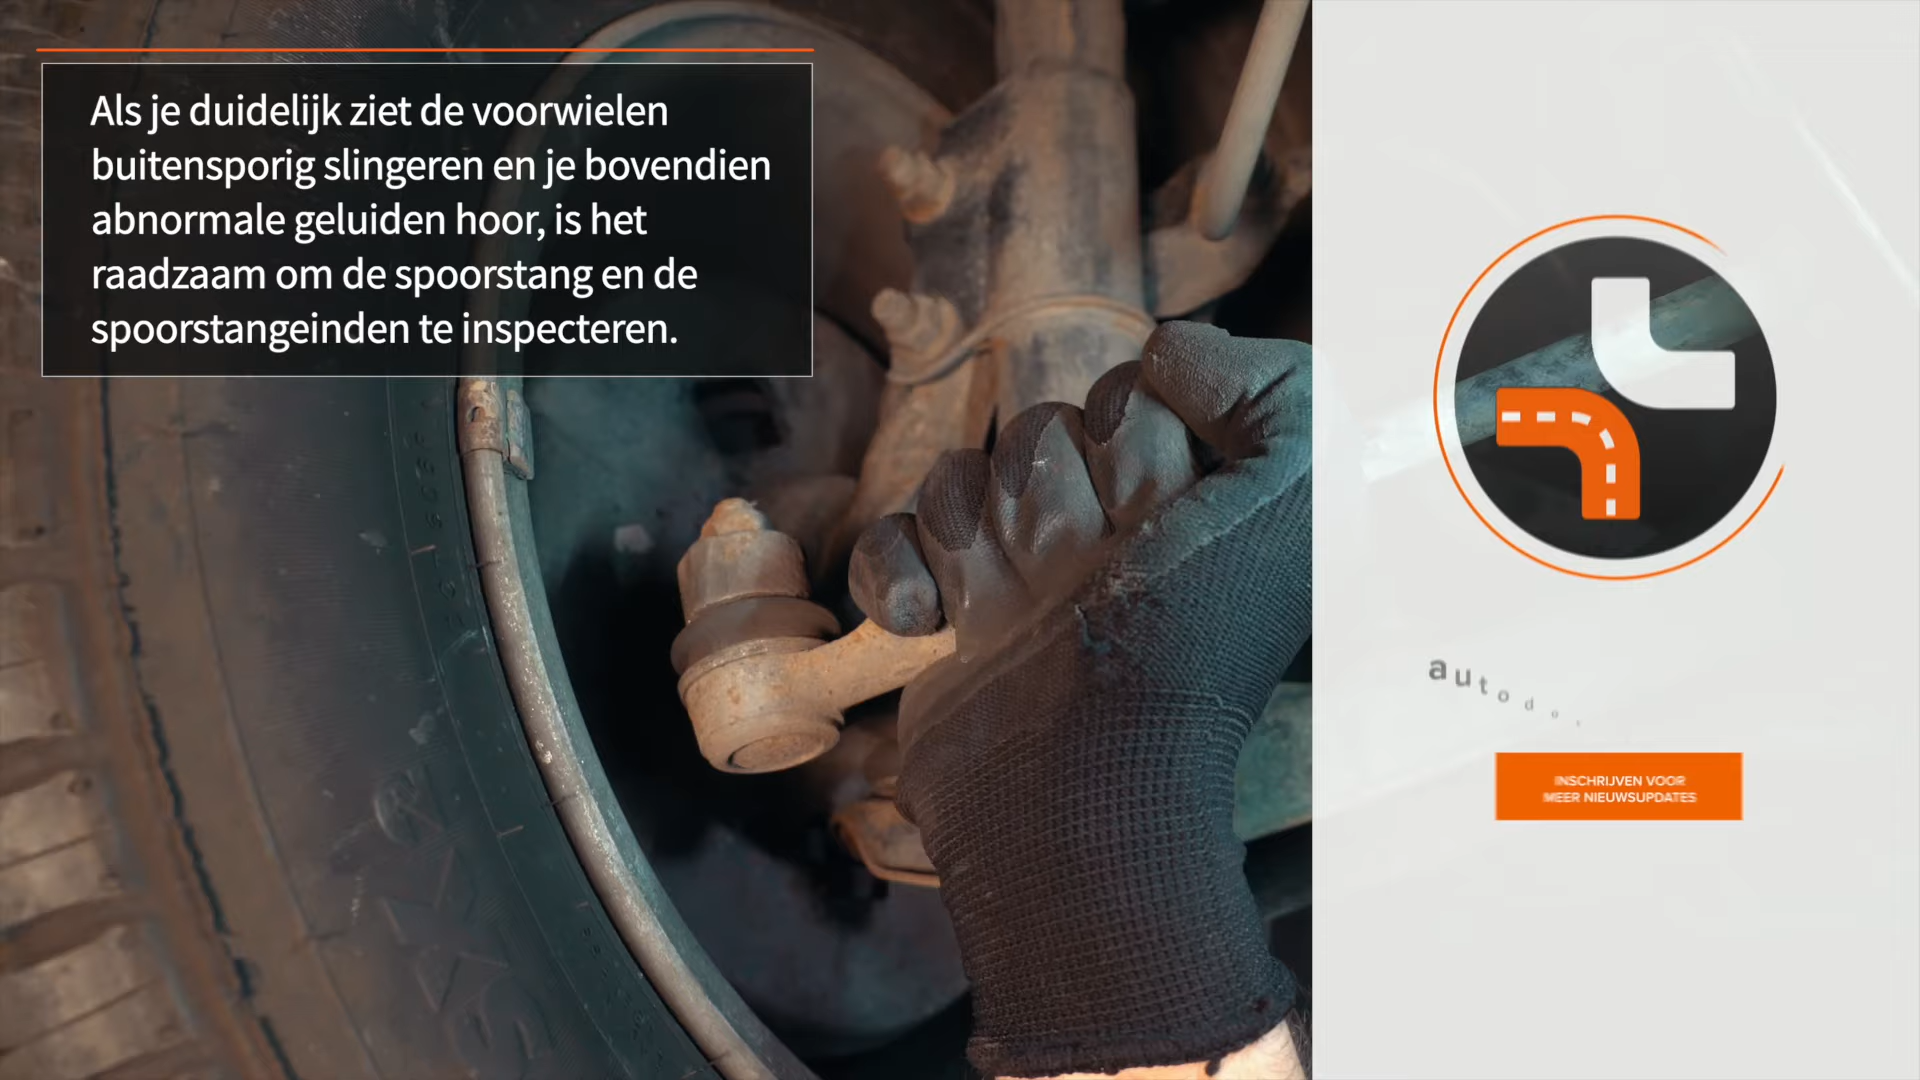 Als je duidelijk ziet de voorwielen
buitensporig slingeren en je bovendien
abnormale geluiden hoor, is het
raadzaam om de spoorstang en de
spoorstangeinden te inspecteren.
autodo
INSCHRIJVEN VOOR
MEER NIEUWSUPDATES